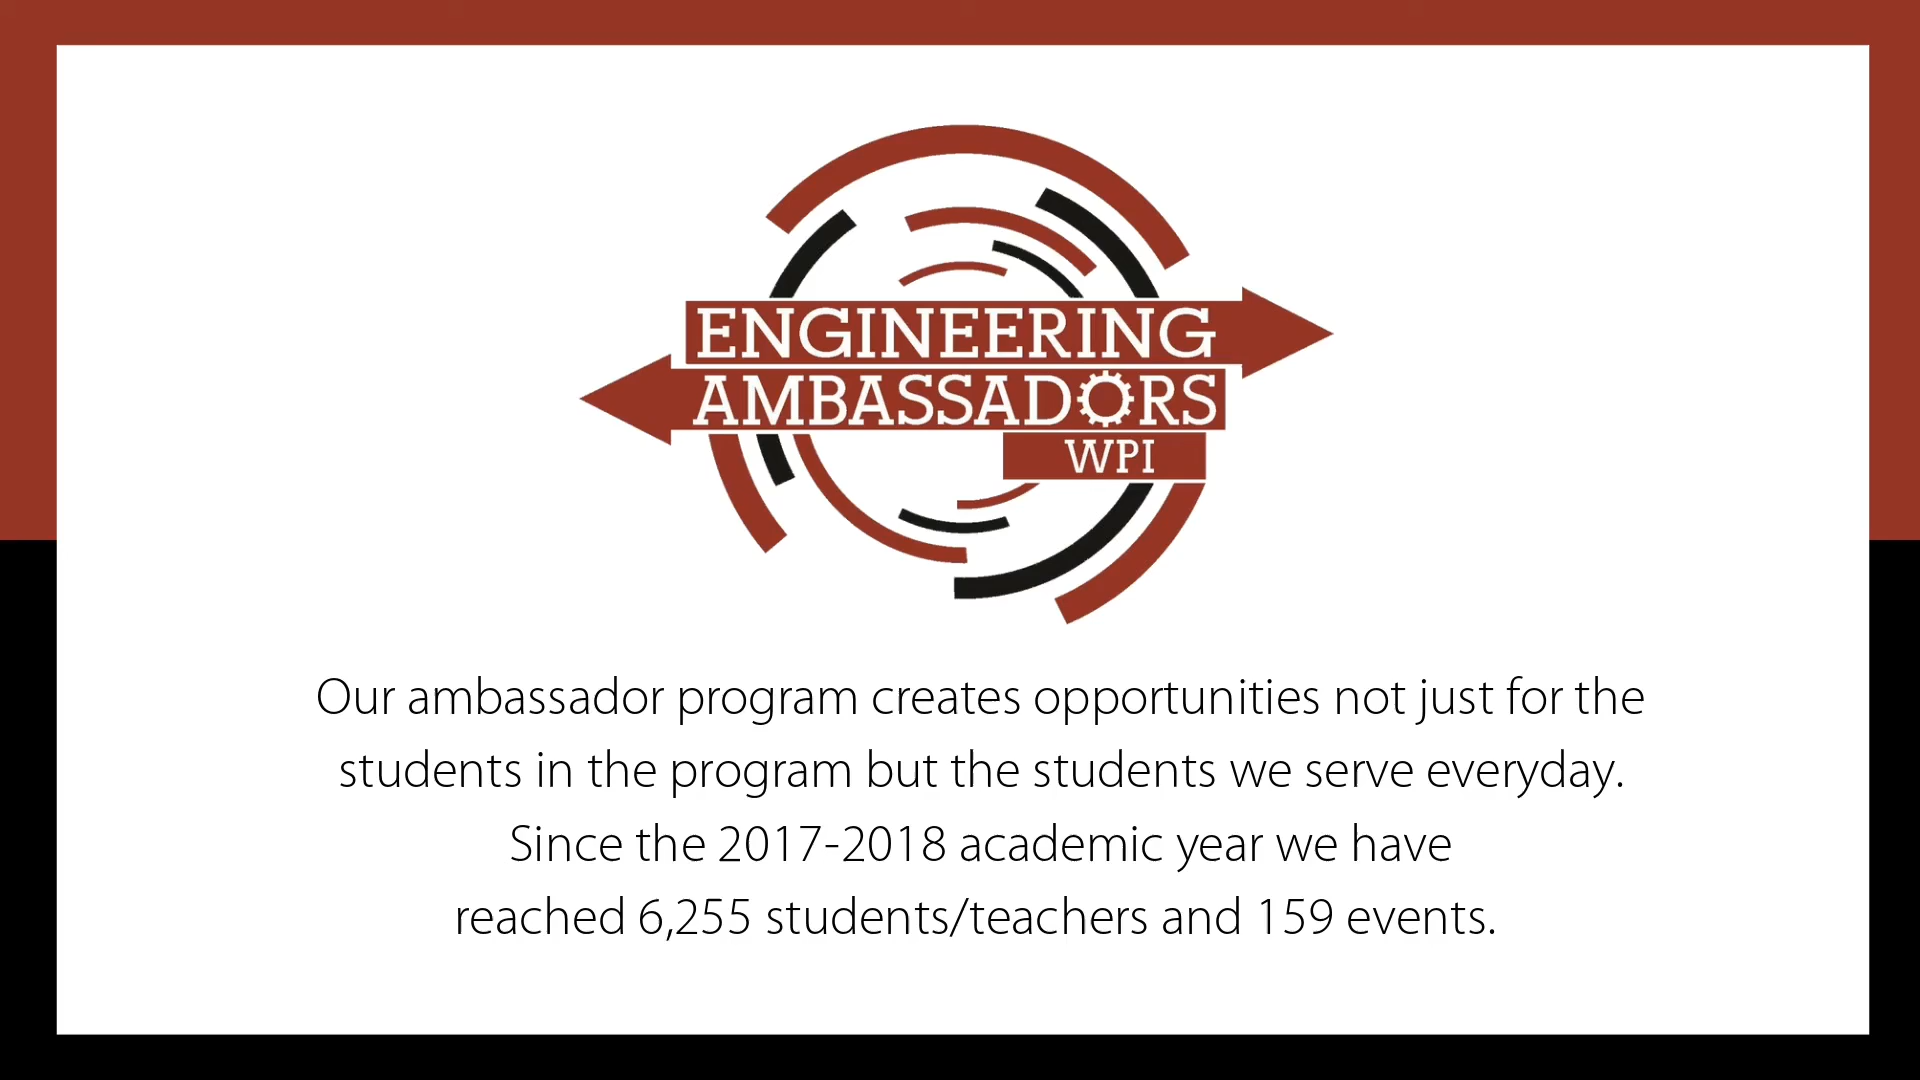 ENGINEERING
AMBASSADORS
WPI
Our ambassador program creates opportunities not just for the
students in the program but the students we serve everyday.
Since the 2017-2018 academic year we have
reached 6,255 students/teachers and 159 events.